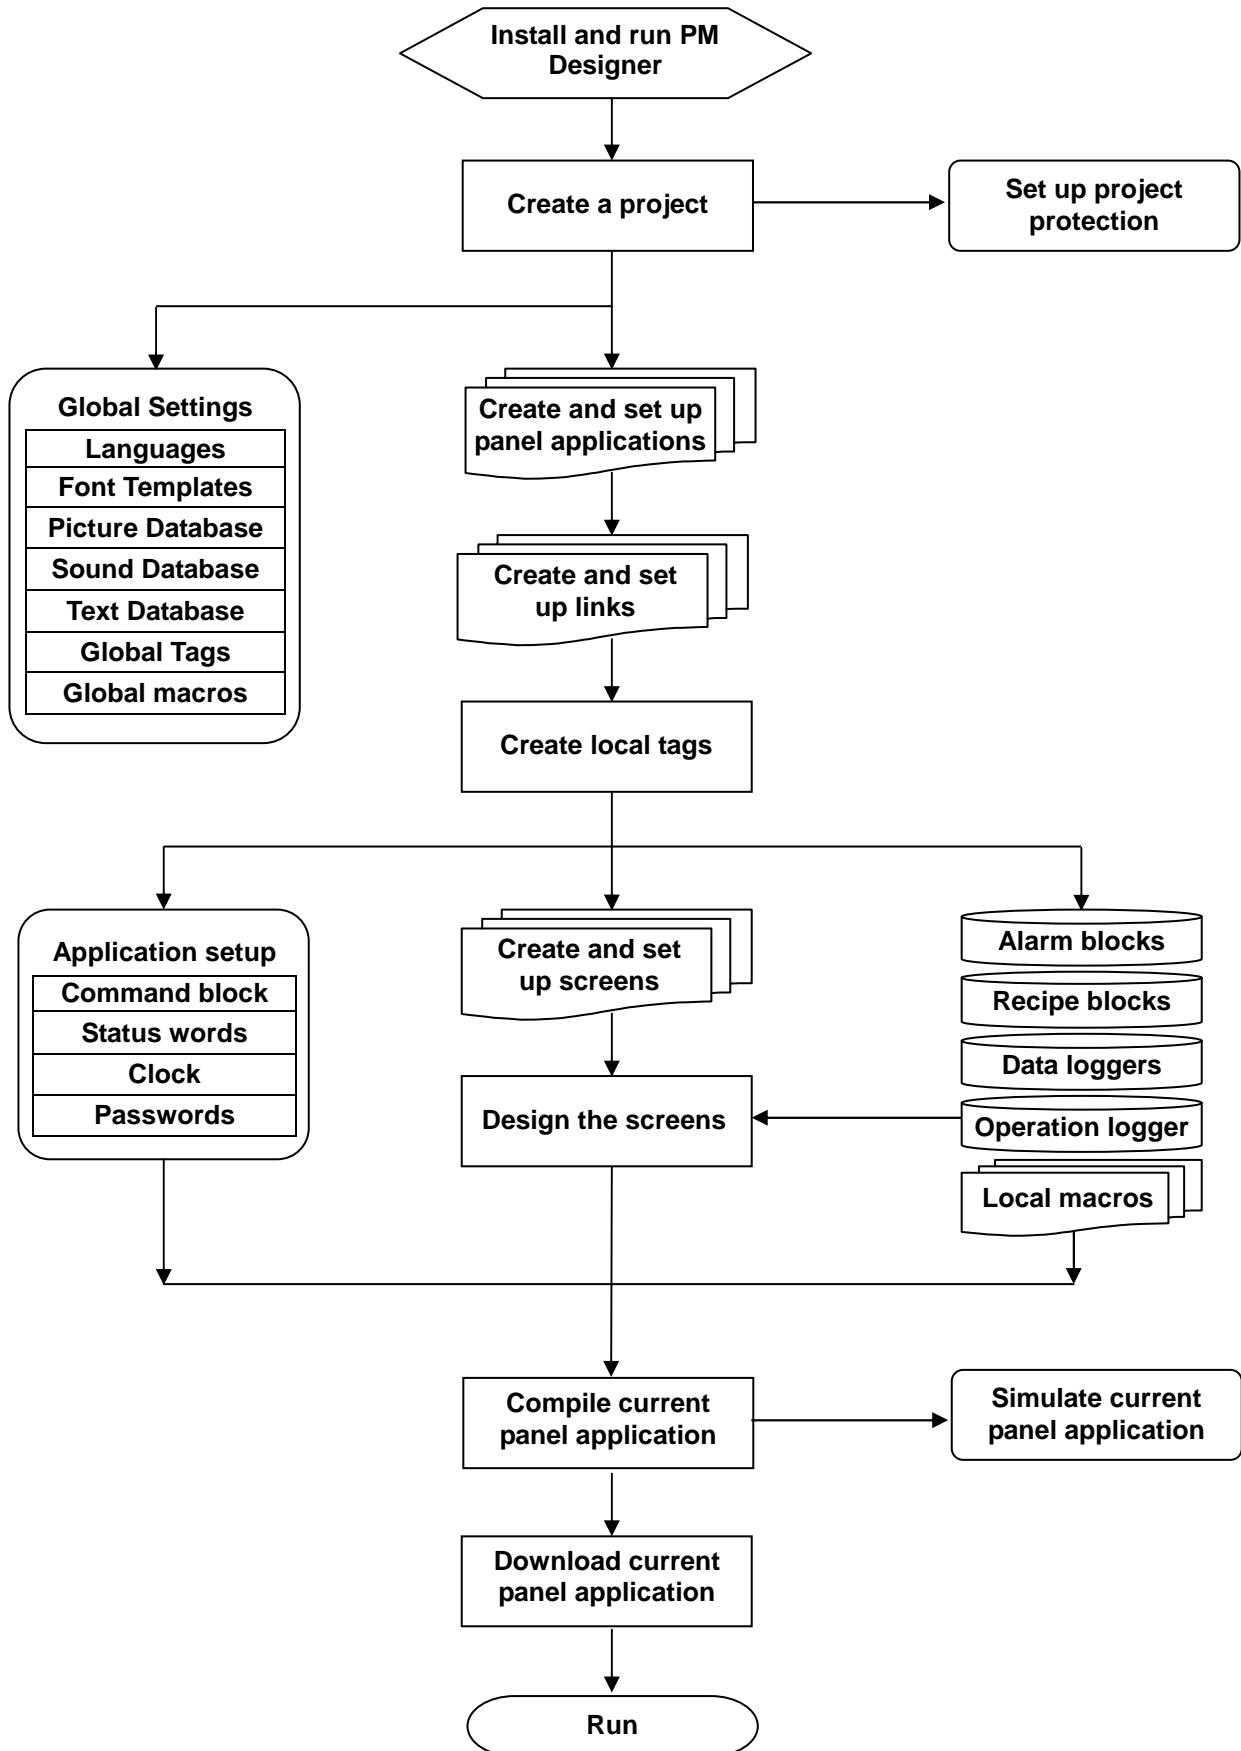 Install and run PM
Designer
Create a project
Set up project
protection
Global Settings
Languages
Font Templates
Picture Database
Sound Database
Text Database
Global Tags
Global macros
Create and set up
panel applications
Create and set
up links
Create local tags
Application setup
Command block
Status words
Clock
Passwords
Create and set
up screens
Design the screens
Alarm blocks
Recipe blocks
Data loggers
Operation logger
Local macros
Compile current
panel application
Simulate current
panel application
Download current
panel application
Run